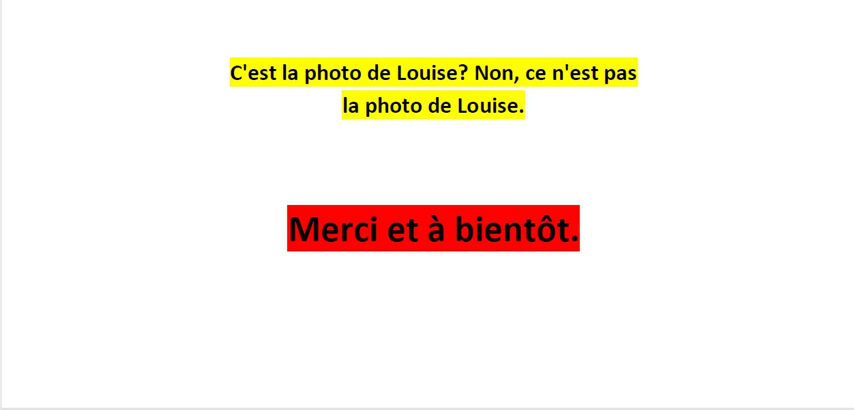 C'est la photo de Louise? Non, ce n'est pas
la photo de Louise.
Merci et à bientôt.